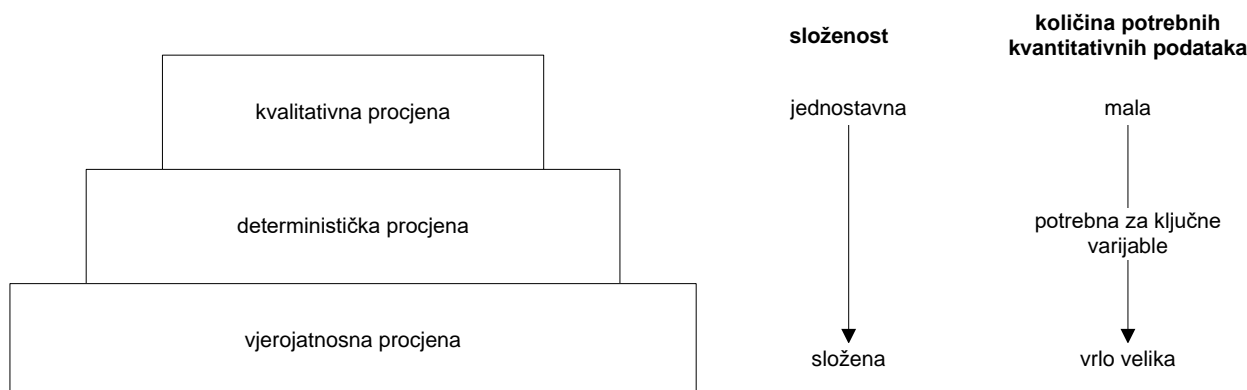 složenost
količina potrebnih
kvantitativnih podataka
kvalitativna procjena
jednostavna
mala
deterministička procjena
potrebna za ključne
varijable
vjerojatnosna procjena
složena
vrlo velika